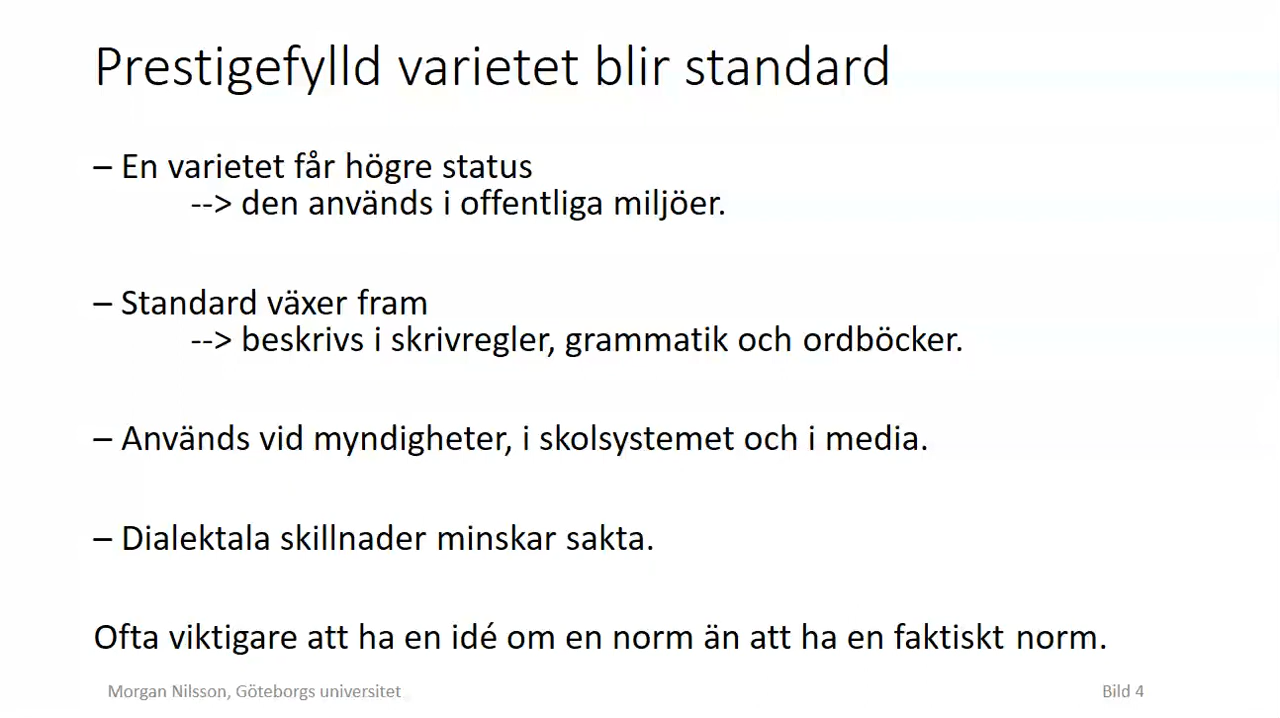 Prestigefylld varietet blir standard
– En varietet får högre status
--> den används i offentliga miljöer.
– Standard växer fram
--> beskrivs i skrivregler, grammatik och ordböcker.
– Används vid myndigheter, i skolsystemet och i media.
– Dialektala skillnader minskar sakta.
Ofta viktigare att ha en idé om en norm än att ha en faktiskt norm.
Morgan Nilsson, Göteborgs universitet
Bild 4